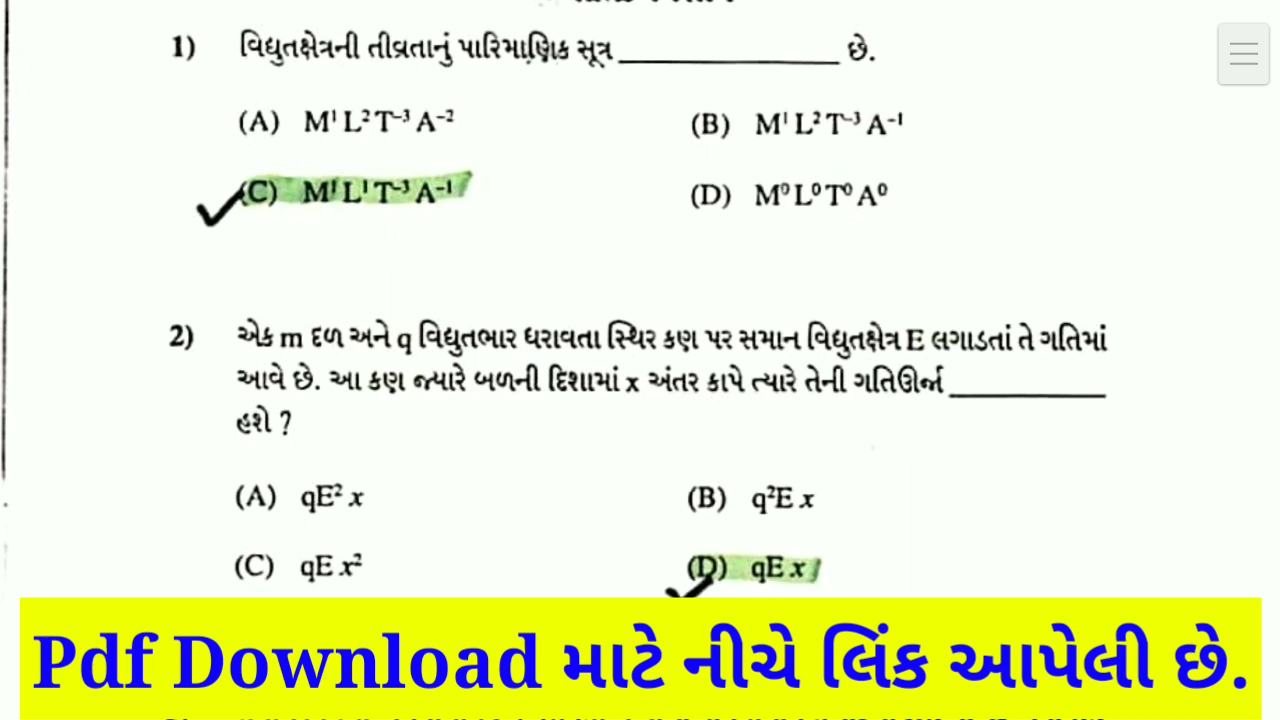 1) વિદ્યુતક્ષેત્રની તીવ્રતાનું પારિમાણિક સૂત્ર ____________ છે.
(A) M¹ L² T⁻³ A⁻² (B) M¹ L² T⁻³ A⁻¹
(C) M¹ L¹ T⁻³ A⁻¹ (D) M⁰ L⁰ T⁰ A⁰
2) એક m દળ અને q વિદ્યુતભાર ધરાવતા સ્થિર કણ પર સમાન વિદ્યુતક્ષેત્ર E લગાડતાં તે ગતિમાં
આવે છે. આ કણ જ્યારે બળની દિશામાં x અંતર કાપે ત્યારે તેની ગતિઊર્જા ____________
હશે ?
(A) qE² x (B) q²E x
(C) qE x² (D) qE x
Pdf Download માટે નીચે લિંક આપેલી છે.